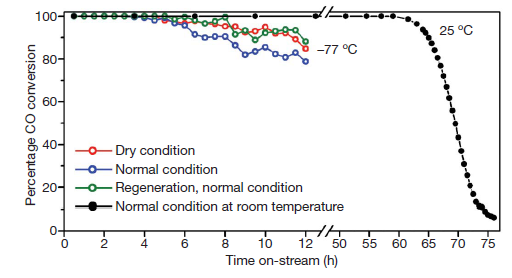 100
80
60
40
20
0
Percentage CO conversion
25 ºC
–77 ºC
Dry condition
Normal condition
Regeneration, normal condition
Normal condition at room temperature
0 2 4 6 8 10 12 50 55 60 65 70 75
Time on-stream (h)